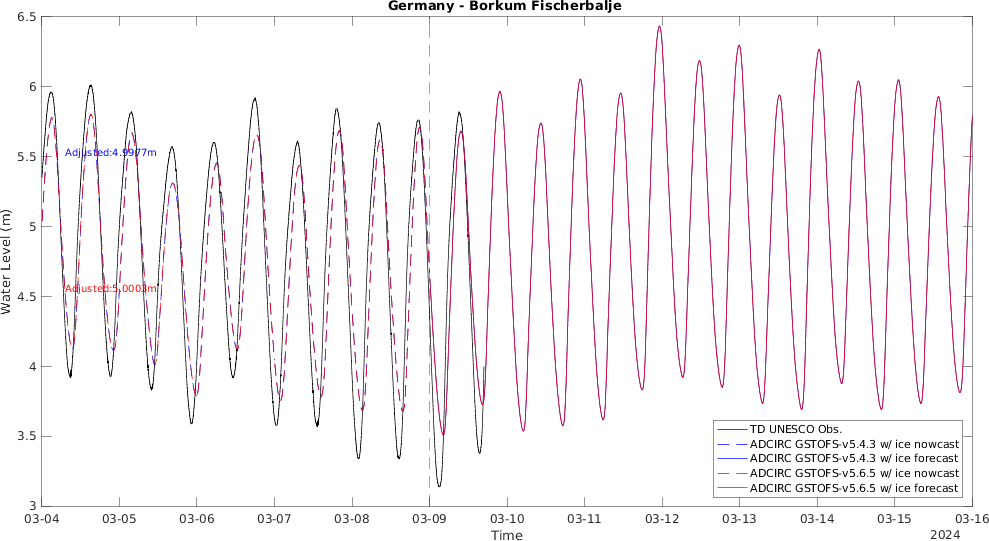 Germany - Borkum Fischerbalje
Water Level (m)
6.5
6
5.5
5
4.5
4
3.5
3
Adjusted:4.9977m
Adjusted:5.0003m
TD UNESCO Obs.
ADCIRC GSTOFS-v5.4.3 w/ ice nowcast
ADCIRC GSTOFS-v5.4.3 w/ ice forecast
ADCIRC GSTOFS-v5.6.5 w/ ice nowcast
ADCIRC GSTOFS-v5.6.5 w/ ice forecast
03-04 03-05 03-06 03-07 03-08 03-09 03-10 03-11 03-12 03-13 03-14 03-15 03-16
Time
2024